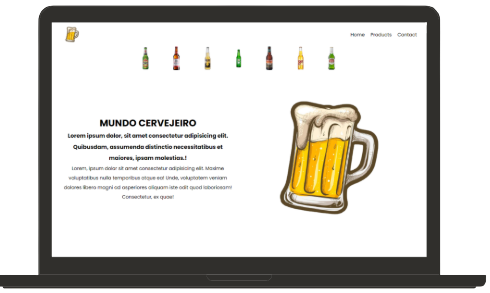 Home Products Contact
MUNDO CERVEJEIRO
Lorem ipsum dolor, sit amet consectetur adipisicing elit.
Quibusdam, assumenda distinctio necessitatibus et
maiores, ipsam molestias.!
Lorem, ipsum dolor sit amet consectetur adipisicing elit. Maxime
voluptatibus nulla temporibus atque ea! Unde, voluptatem veniam
dolores libero magni ad asperiores aliquam iste odit quod laboriosam!
Consectetur, ex quae!